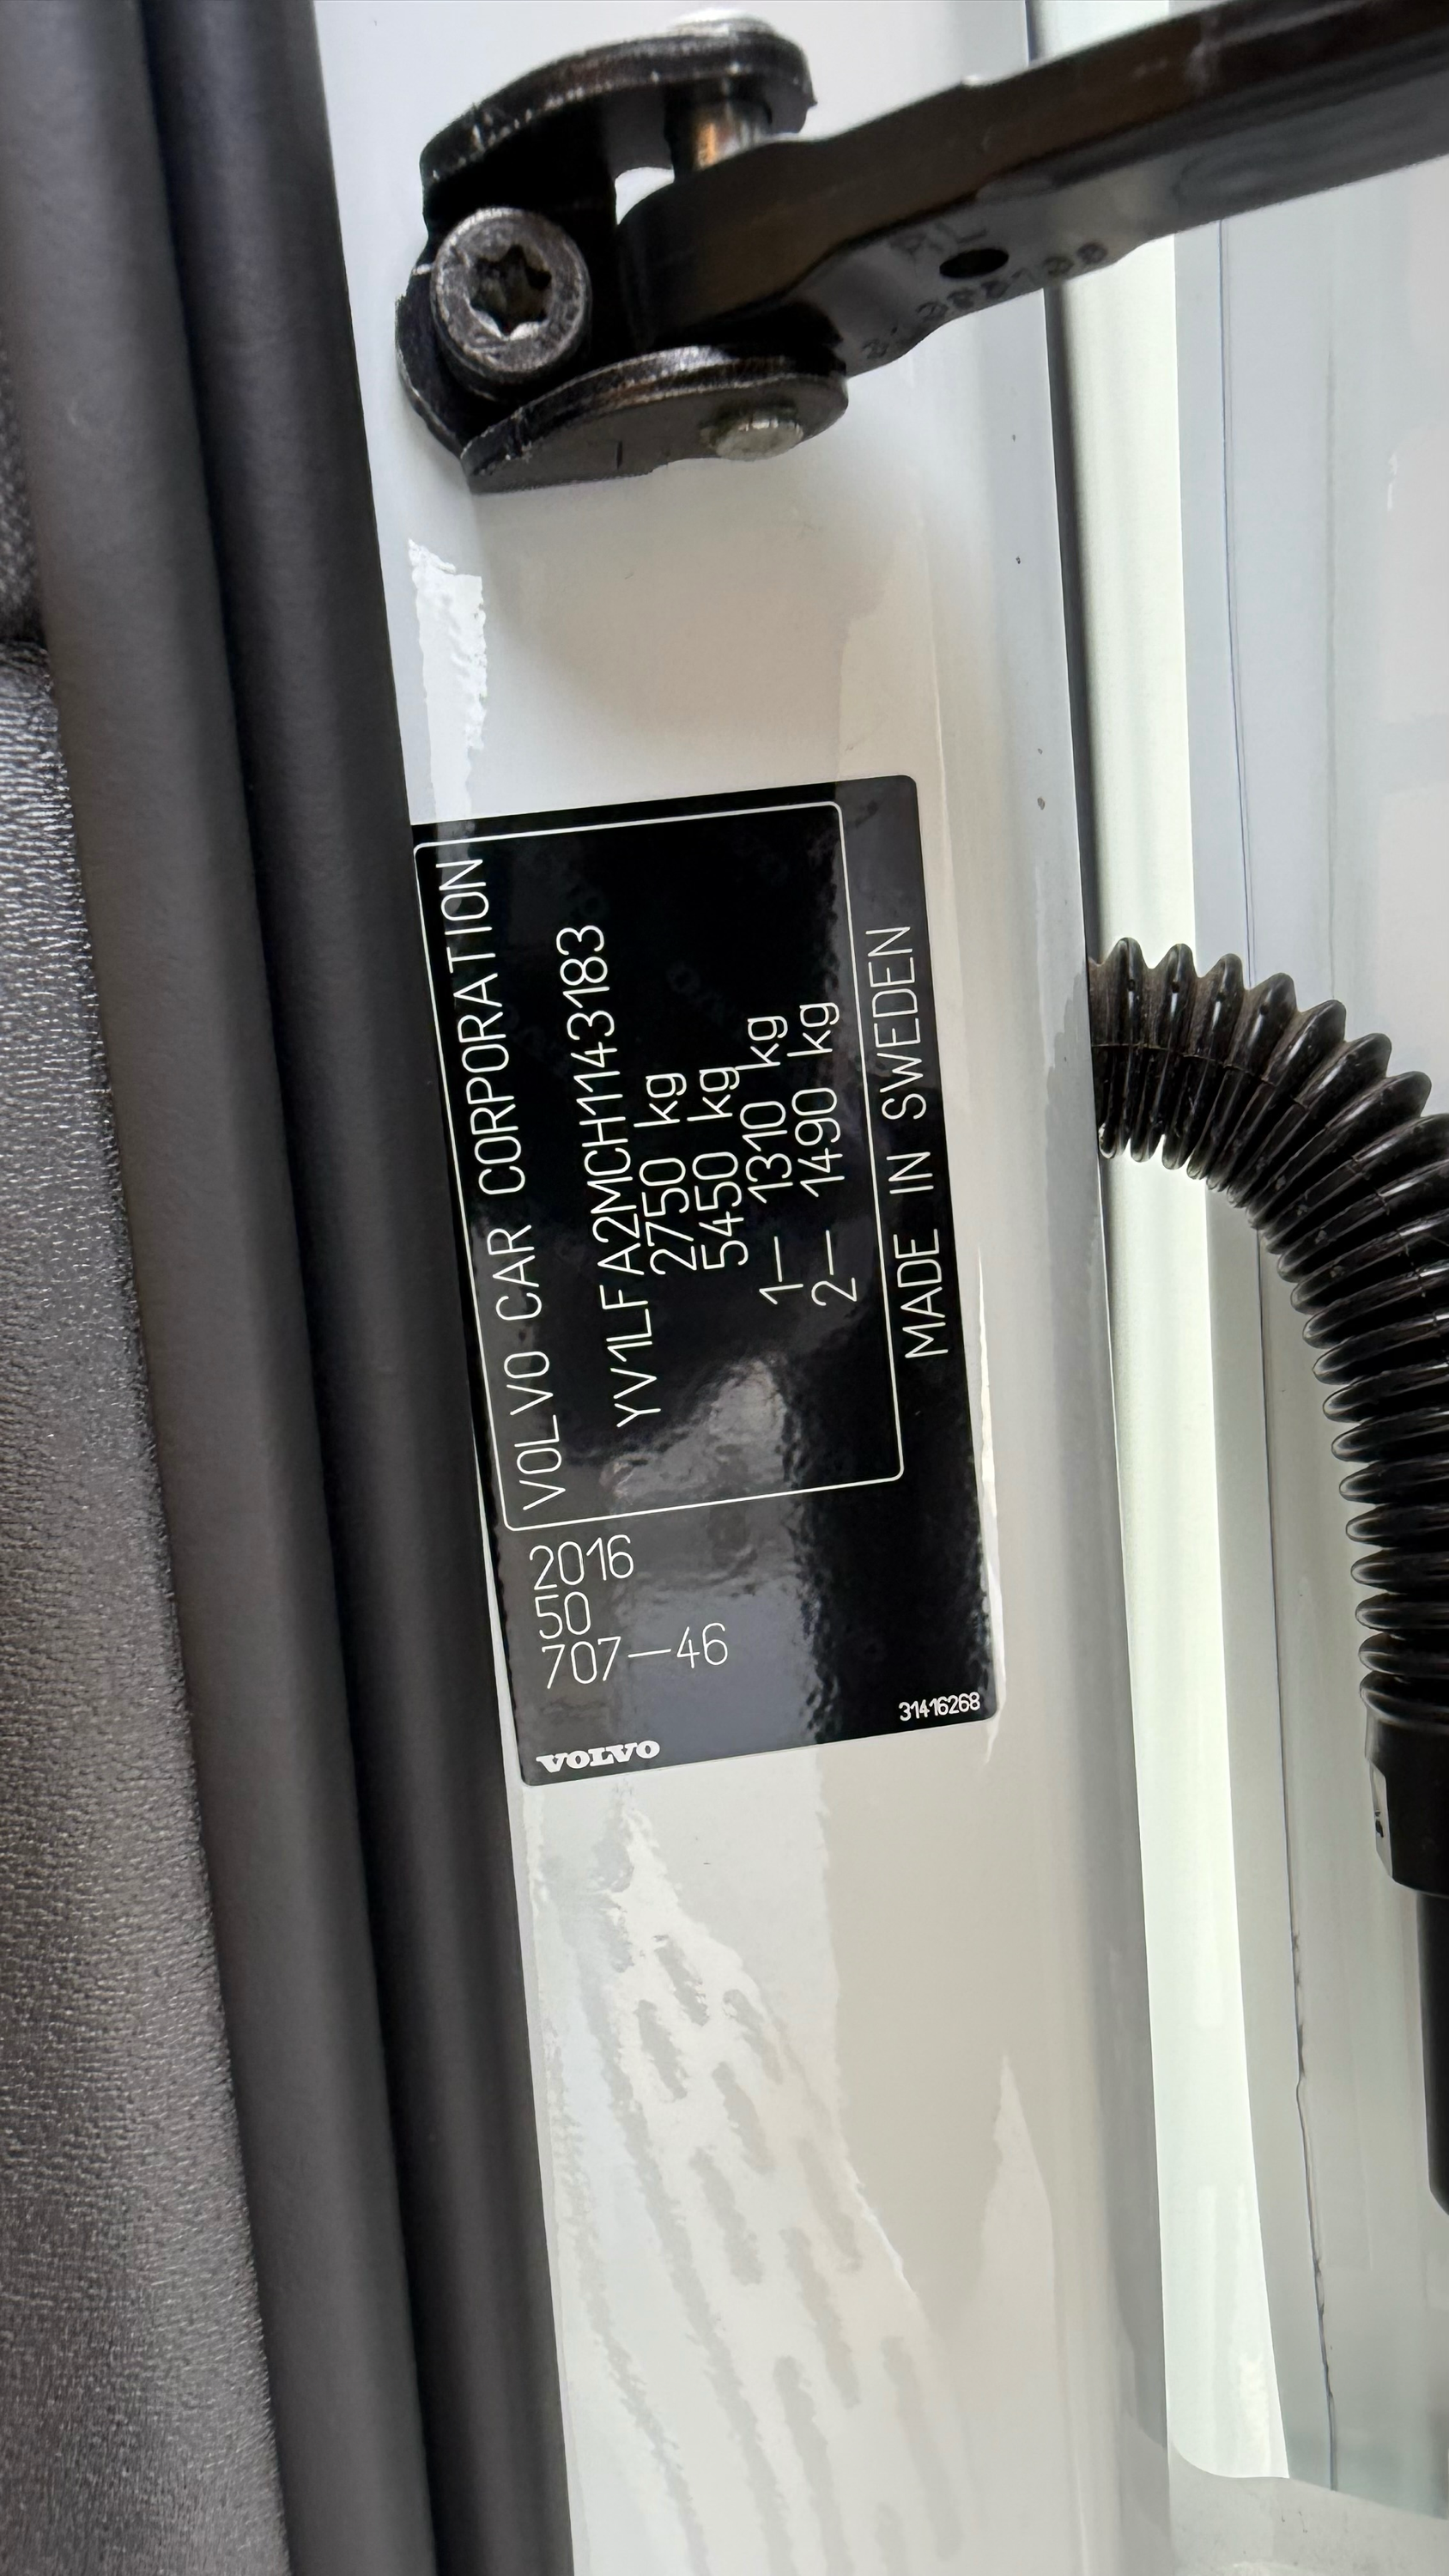 VOLVO CAR CORPORATION
YV1LFA2MCH1143183
2750 kg
5450 kg
1– 1310 kg
2– 1490 kg
MADE IN SWEDEN
2016
50
707–46
VOLVO
31416268